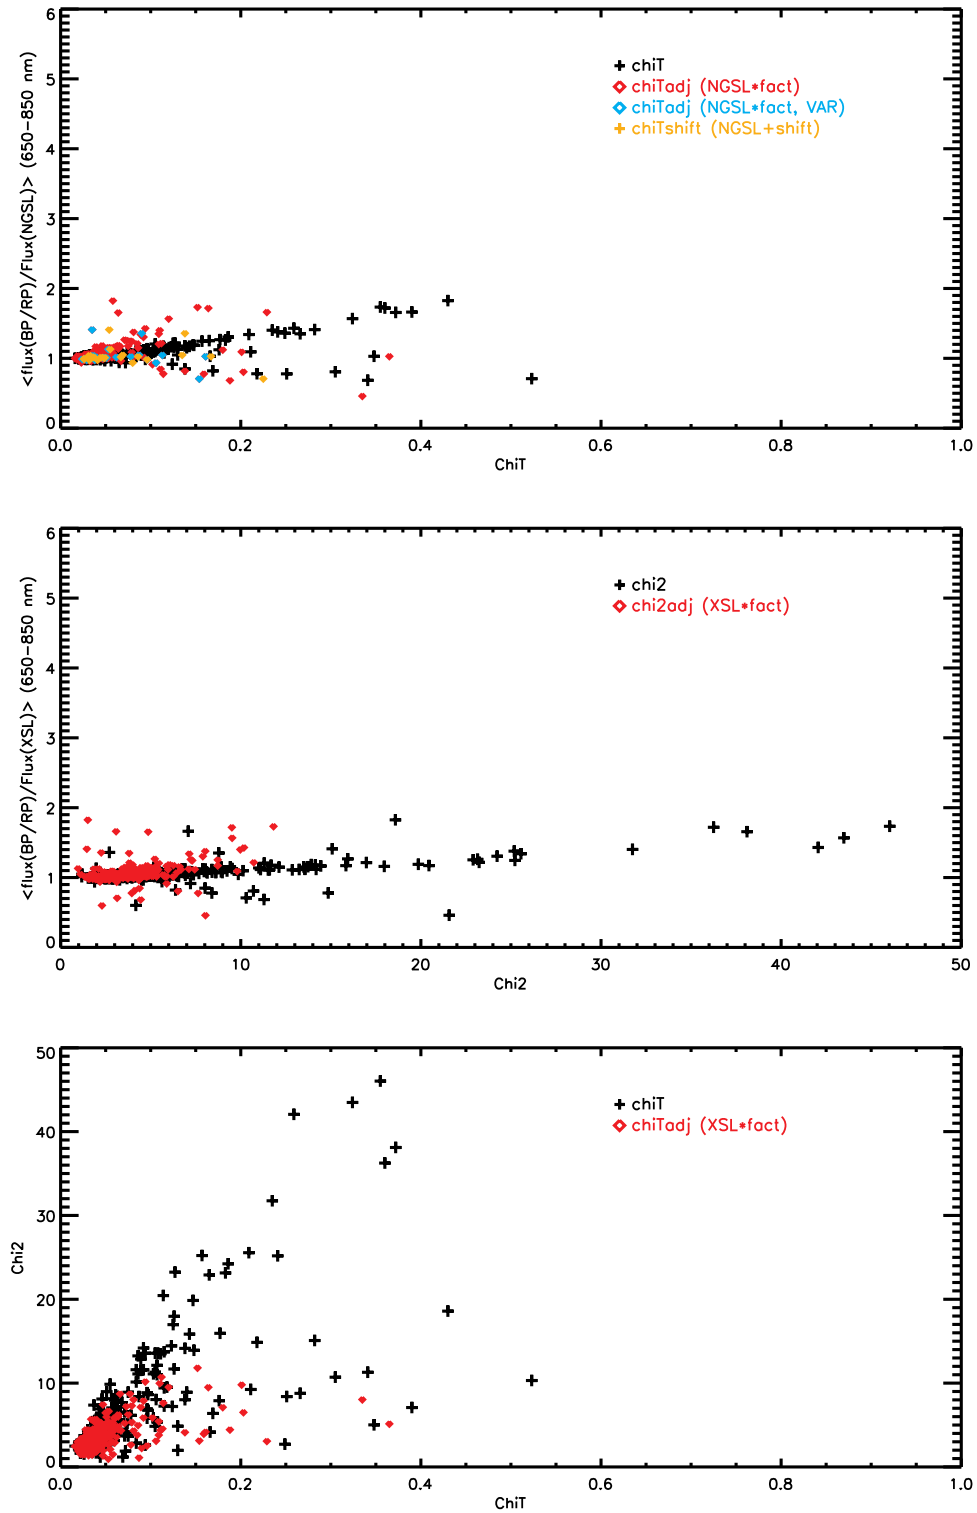 6
5
4
3
2
1
0
<flux(BP/RP)/Flux(NGSL)> (650-850 nm)
chiT
chiTadj (NGSL*fact)
chiTadj (NGSL*fact, VAR)
chiTshift (NGSL+shift)
0.0 0.2 0.4 0.6 0.8 1.0
ChiT
6
5
4
3
2
1
0
<flux(BP/RP)/Flux(XSL)> (650-850 nm)
chi2
chi2adj (XSL*fact)
0 10 20 30 40 50
Chi2
50
40
30
20
10
0
Chi2
chiT
chiTadj (XSL*fact)
0.0 0.2 0.4 0.6 0.8 1.0
ChiT